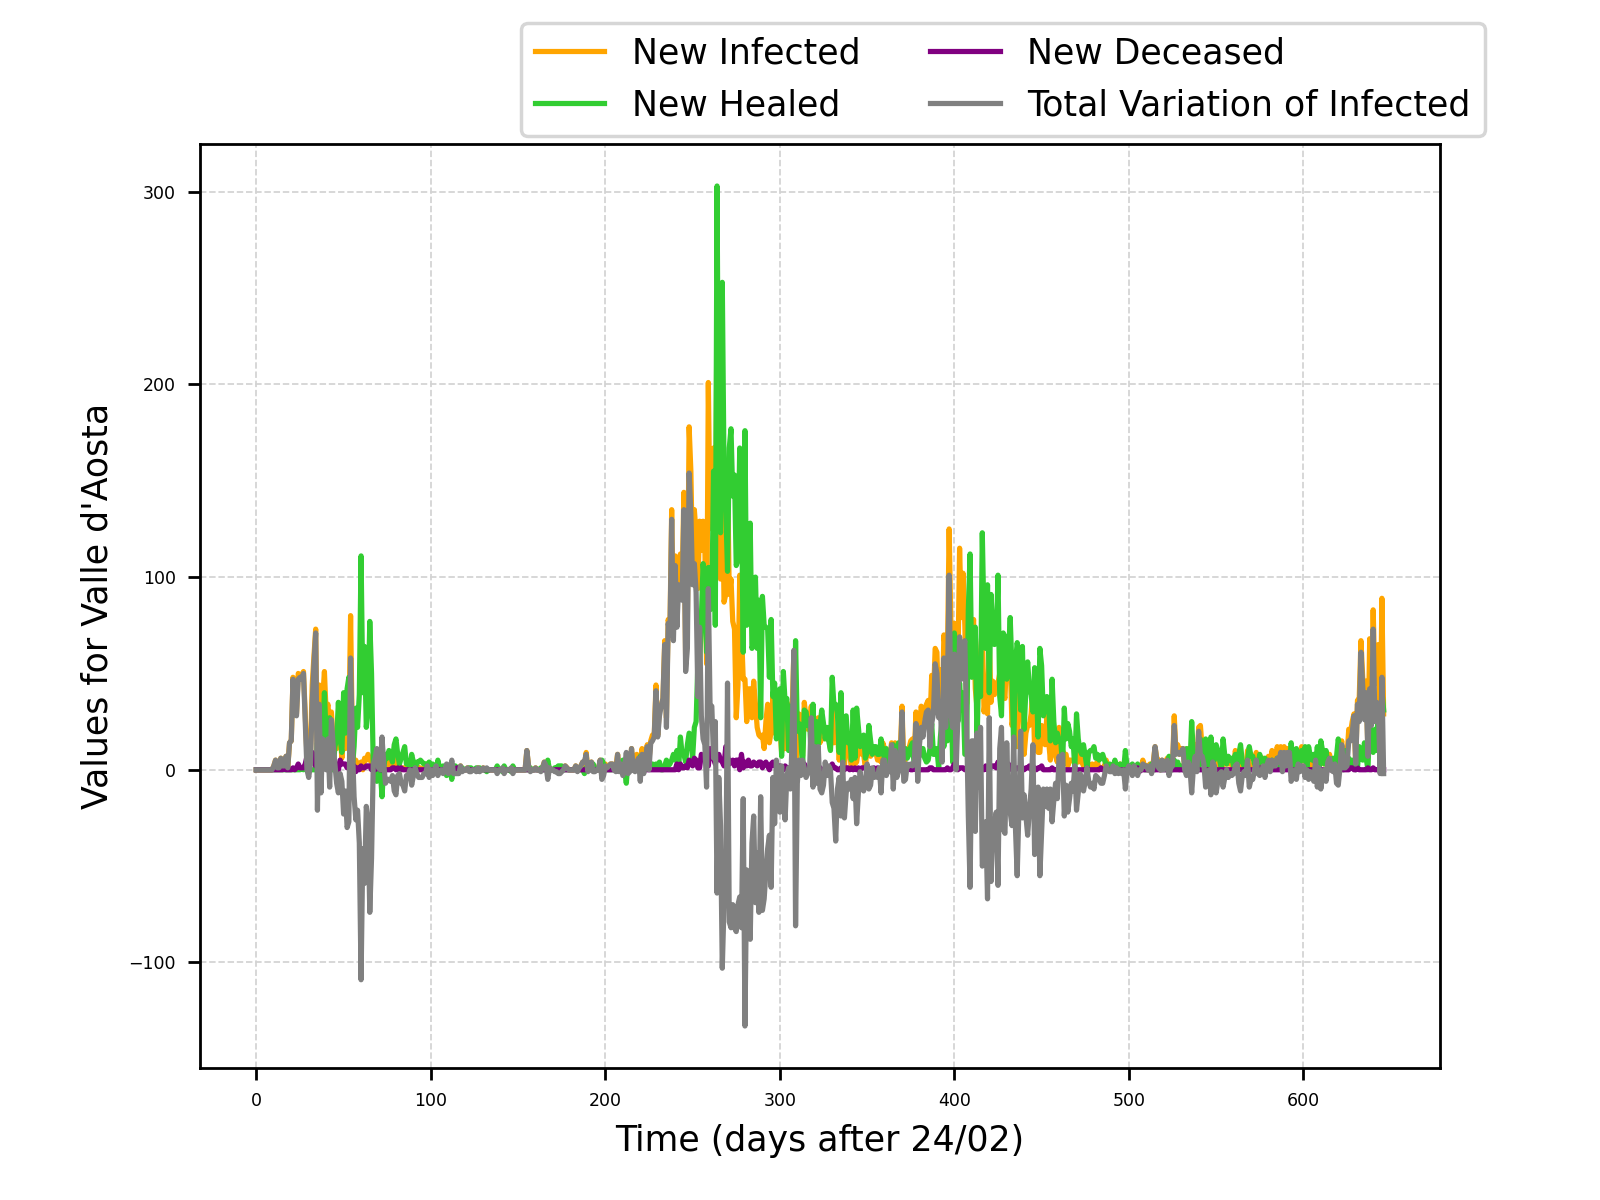 New Infected
New Healed
New Deceased
Total Variation of Infected
Values for Valle d'Aosta
300
200
100
0
−100
0 100 200 300 400 500 600
Time (days after 24/02)